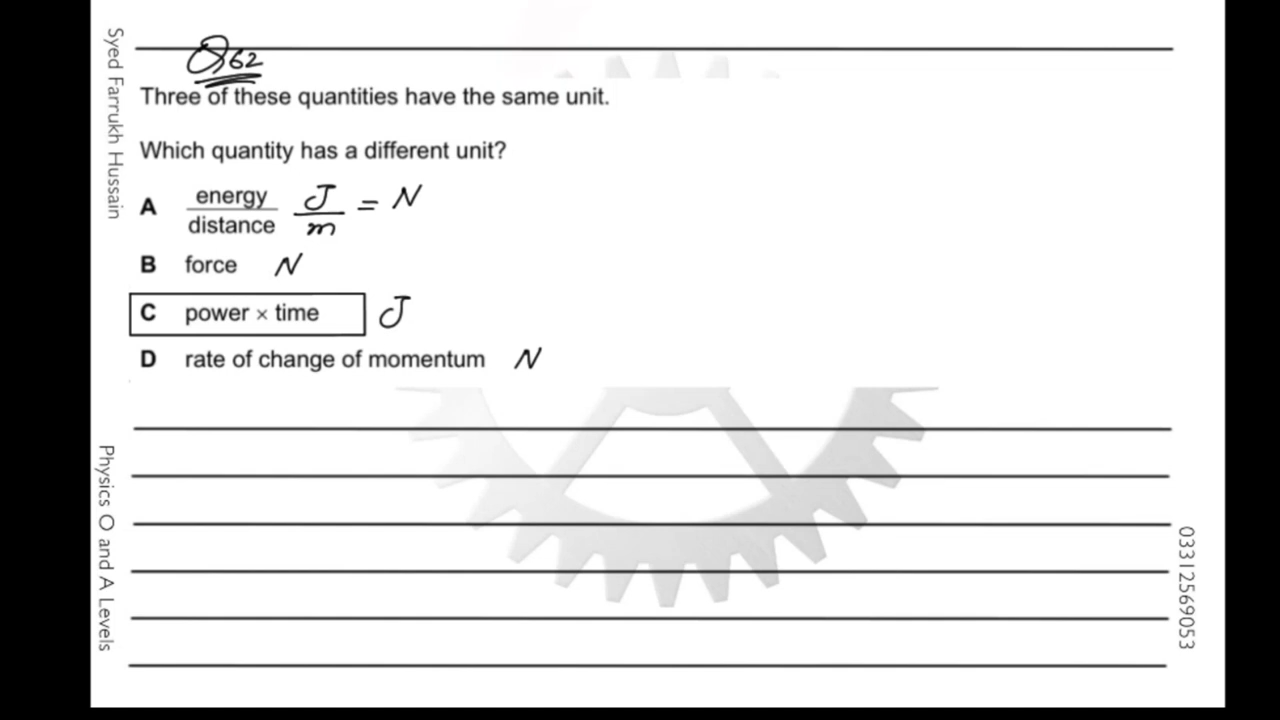 Q62
Three of these quantities have the same unit.
Which quantity has a different unit?
A energy/distance J/m = N
B force N
C power × time J
D rate of change of momentum N
Syed Farrukh Hussain
Physics O and A Levels
03312569053